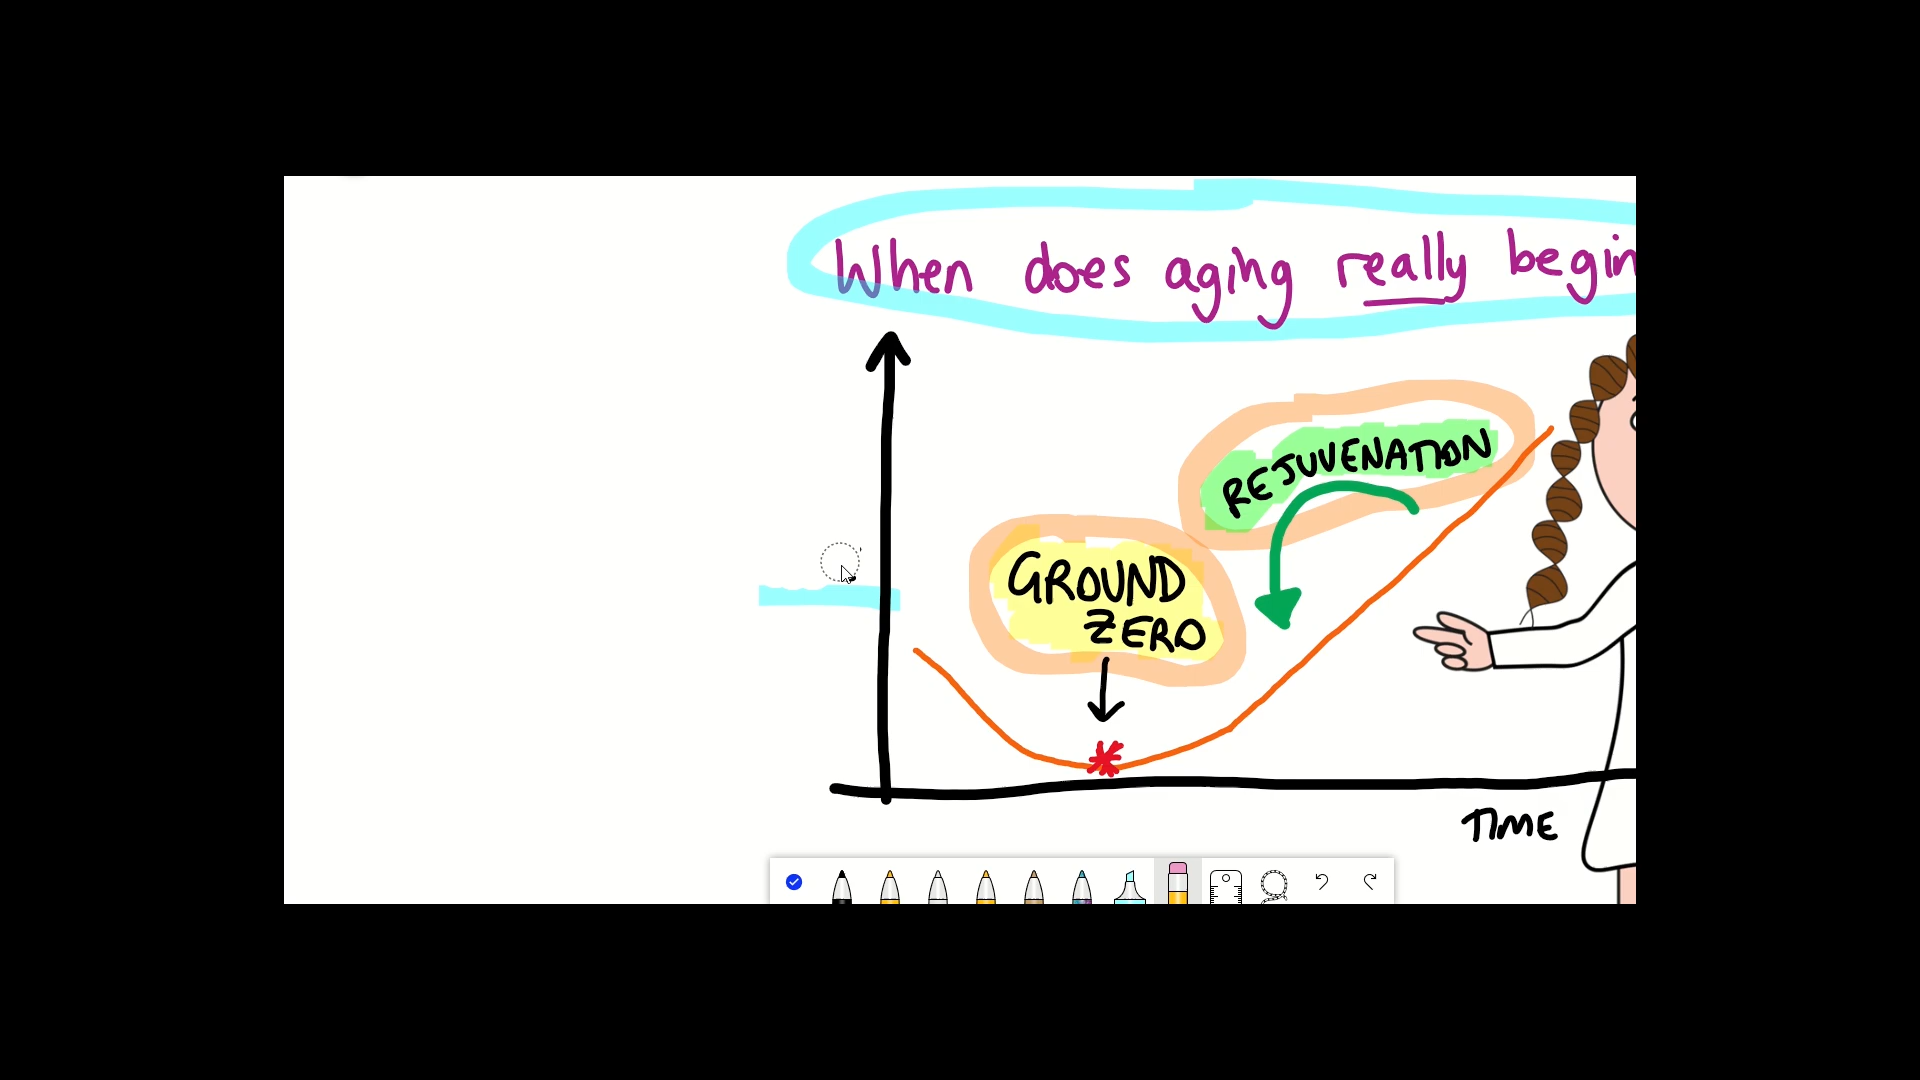 When does aging really begin
REJUVENATION
GROUND
ZERO
TIME